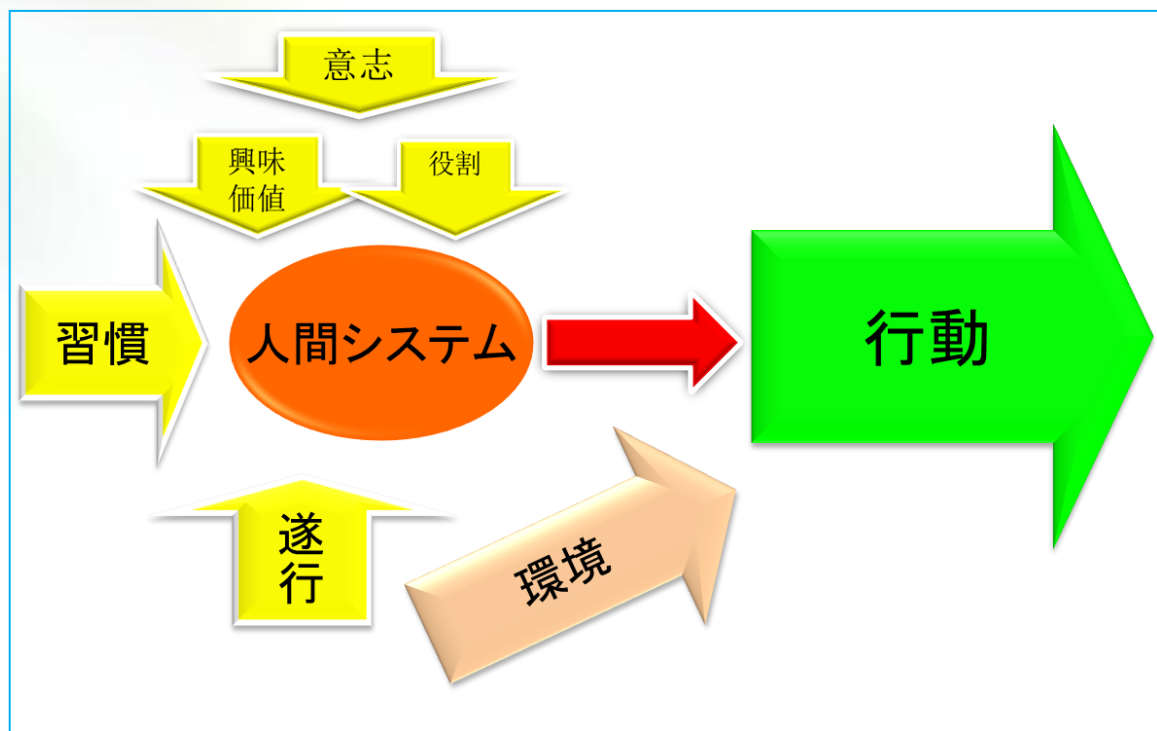 意志
興味
価値
役割
習慣
人間システム
行動
遂
行
環境